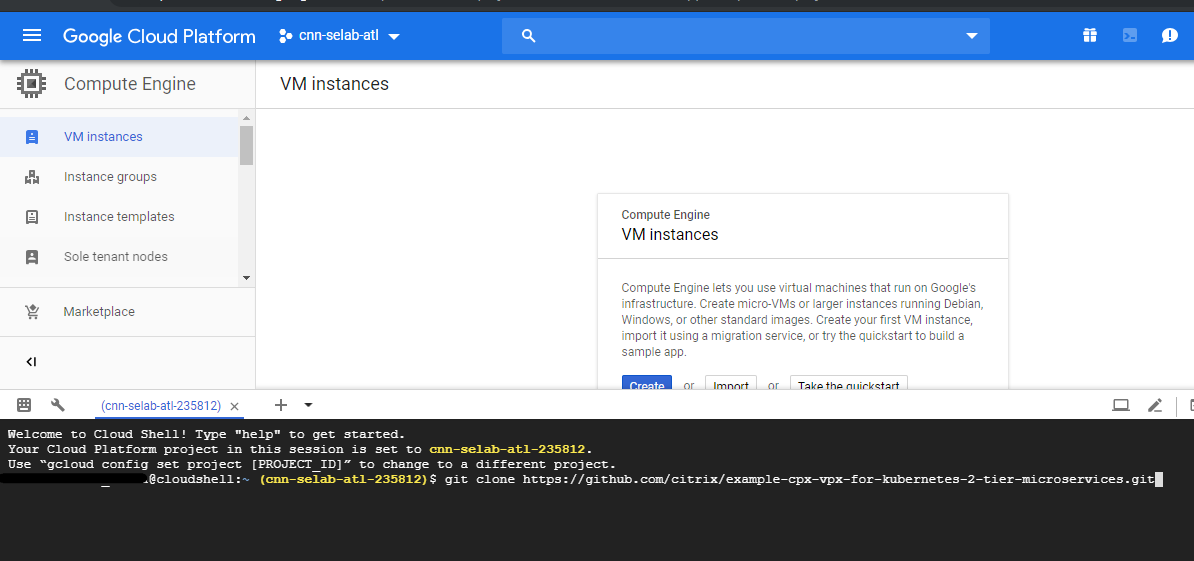 Google Cloud Platform
cnn-selab-atl
Compute Engine
VM instances
VM instances
Instance groups
Instance templates
Sole tenant nodes
Marketplace
Compute Engine
VM instances
Compute Engine lets you use virtual machines that run on Google's
infrastructure. Create micro-VMs or larger instances running Debian,
Windows, or other standard images. Create your first VM instance,
import it using a migration service, or try the quickstart to build a
sample app.
Create or Import or Take the quickstart
(cnn-selab-atl-235812)
Welcome to Cloud Shell! Type "help" to get started.
Your Cloud Platform project in this session is set to cnn-selab-atl-235812.
Use “gcloud config set project [PROJECT_ID]” to change to a different project.
@cloudshell:~ (cnn-selab-atl-235812)$ git clone https://github.com/citrix/example-cpx-vpx-for-kubernetes-2-tier-microservices.git